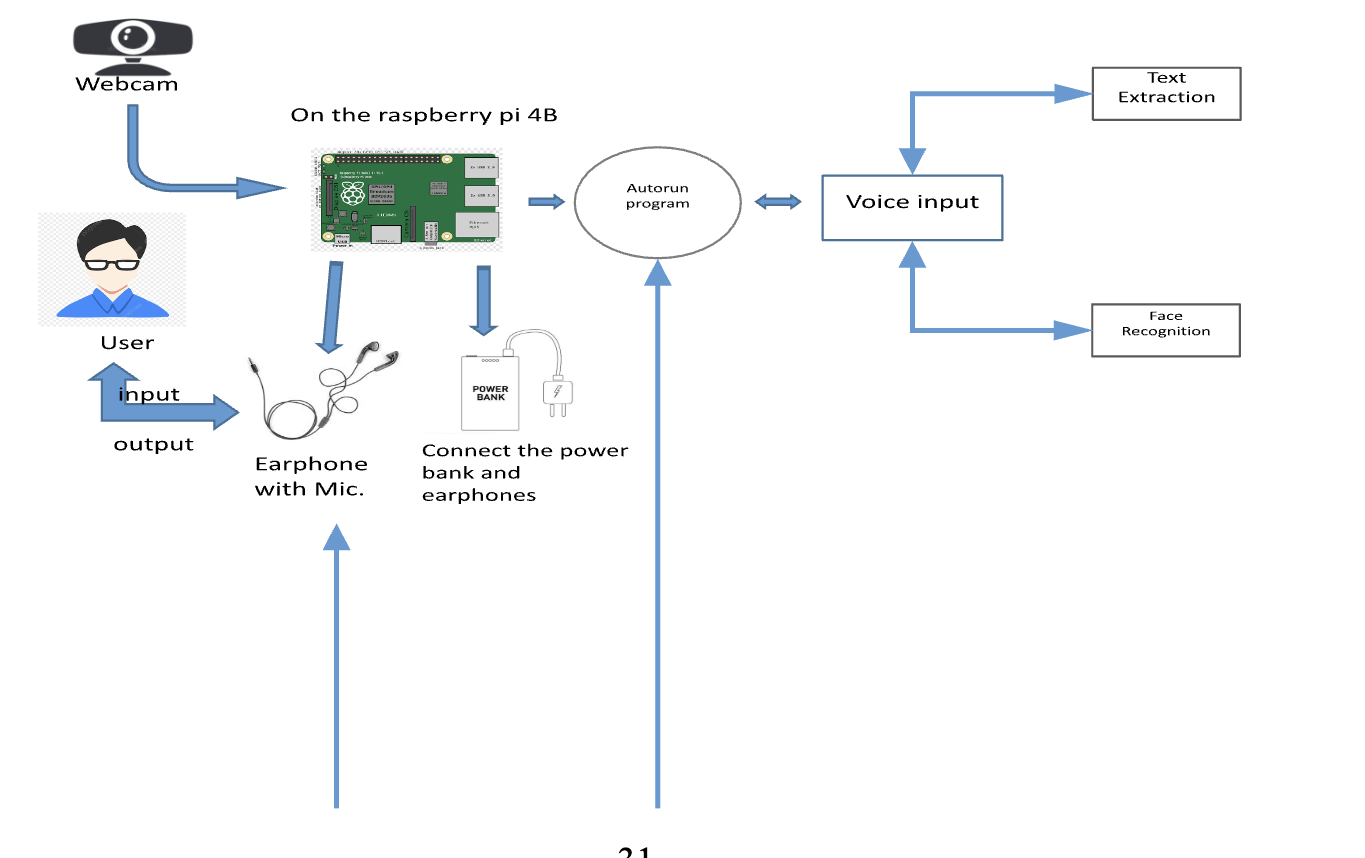 Webcam
On the raspberry pi 4B
Text
Extraction
Autorun
program
Voice input
User
Face
Recognition
input
output
POWER
BANK
Earphone
with Mic.
Connect the power
bank and
earphones